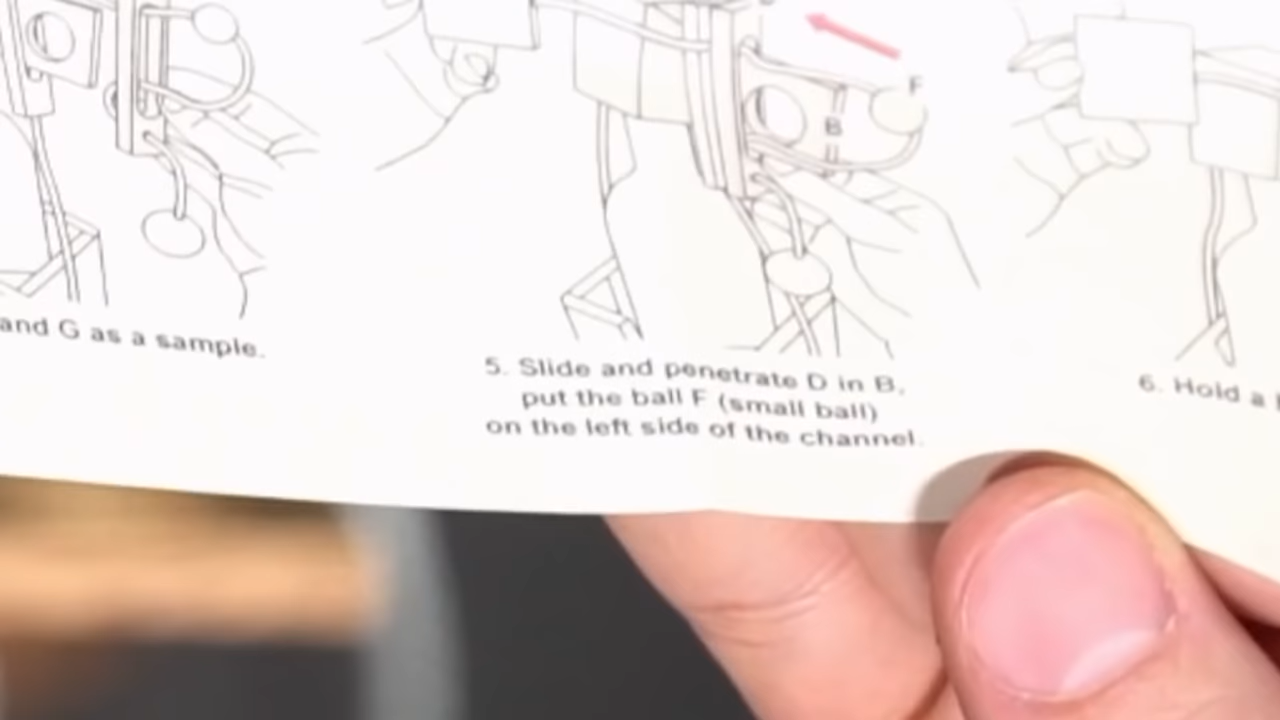 F
B
and G as a sample.
5. Slide and penetrate D in B,
put the ball F (small ball)
on the left side of the channel.
6. Hold a